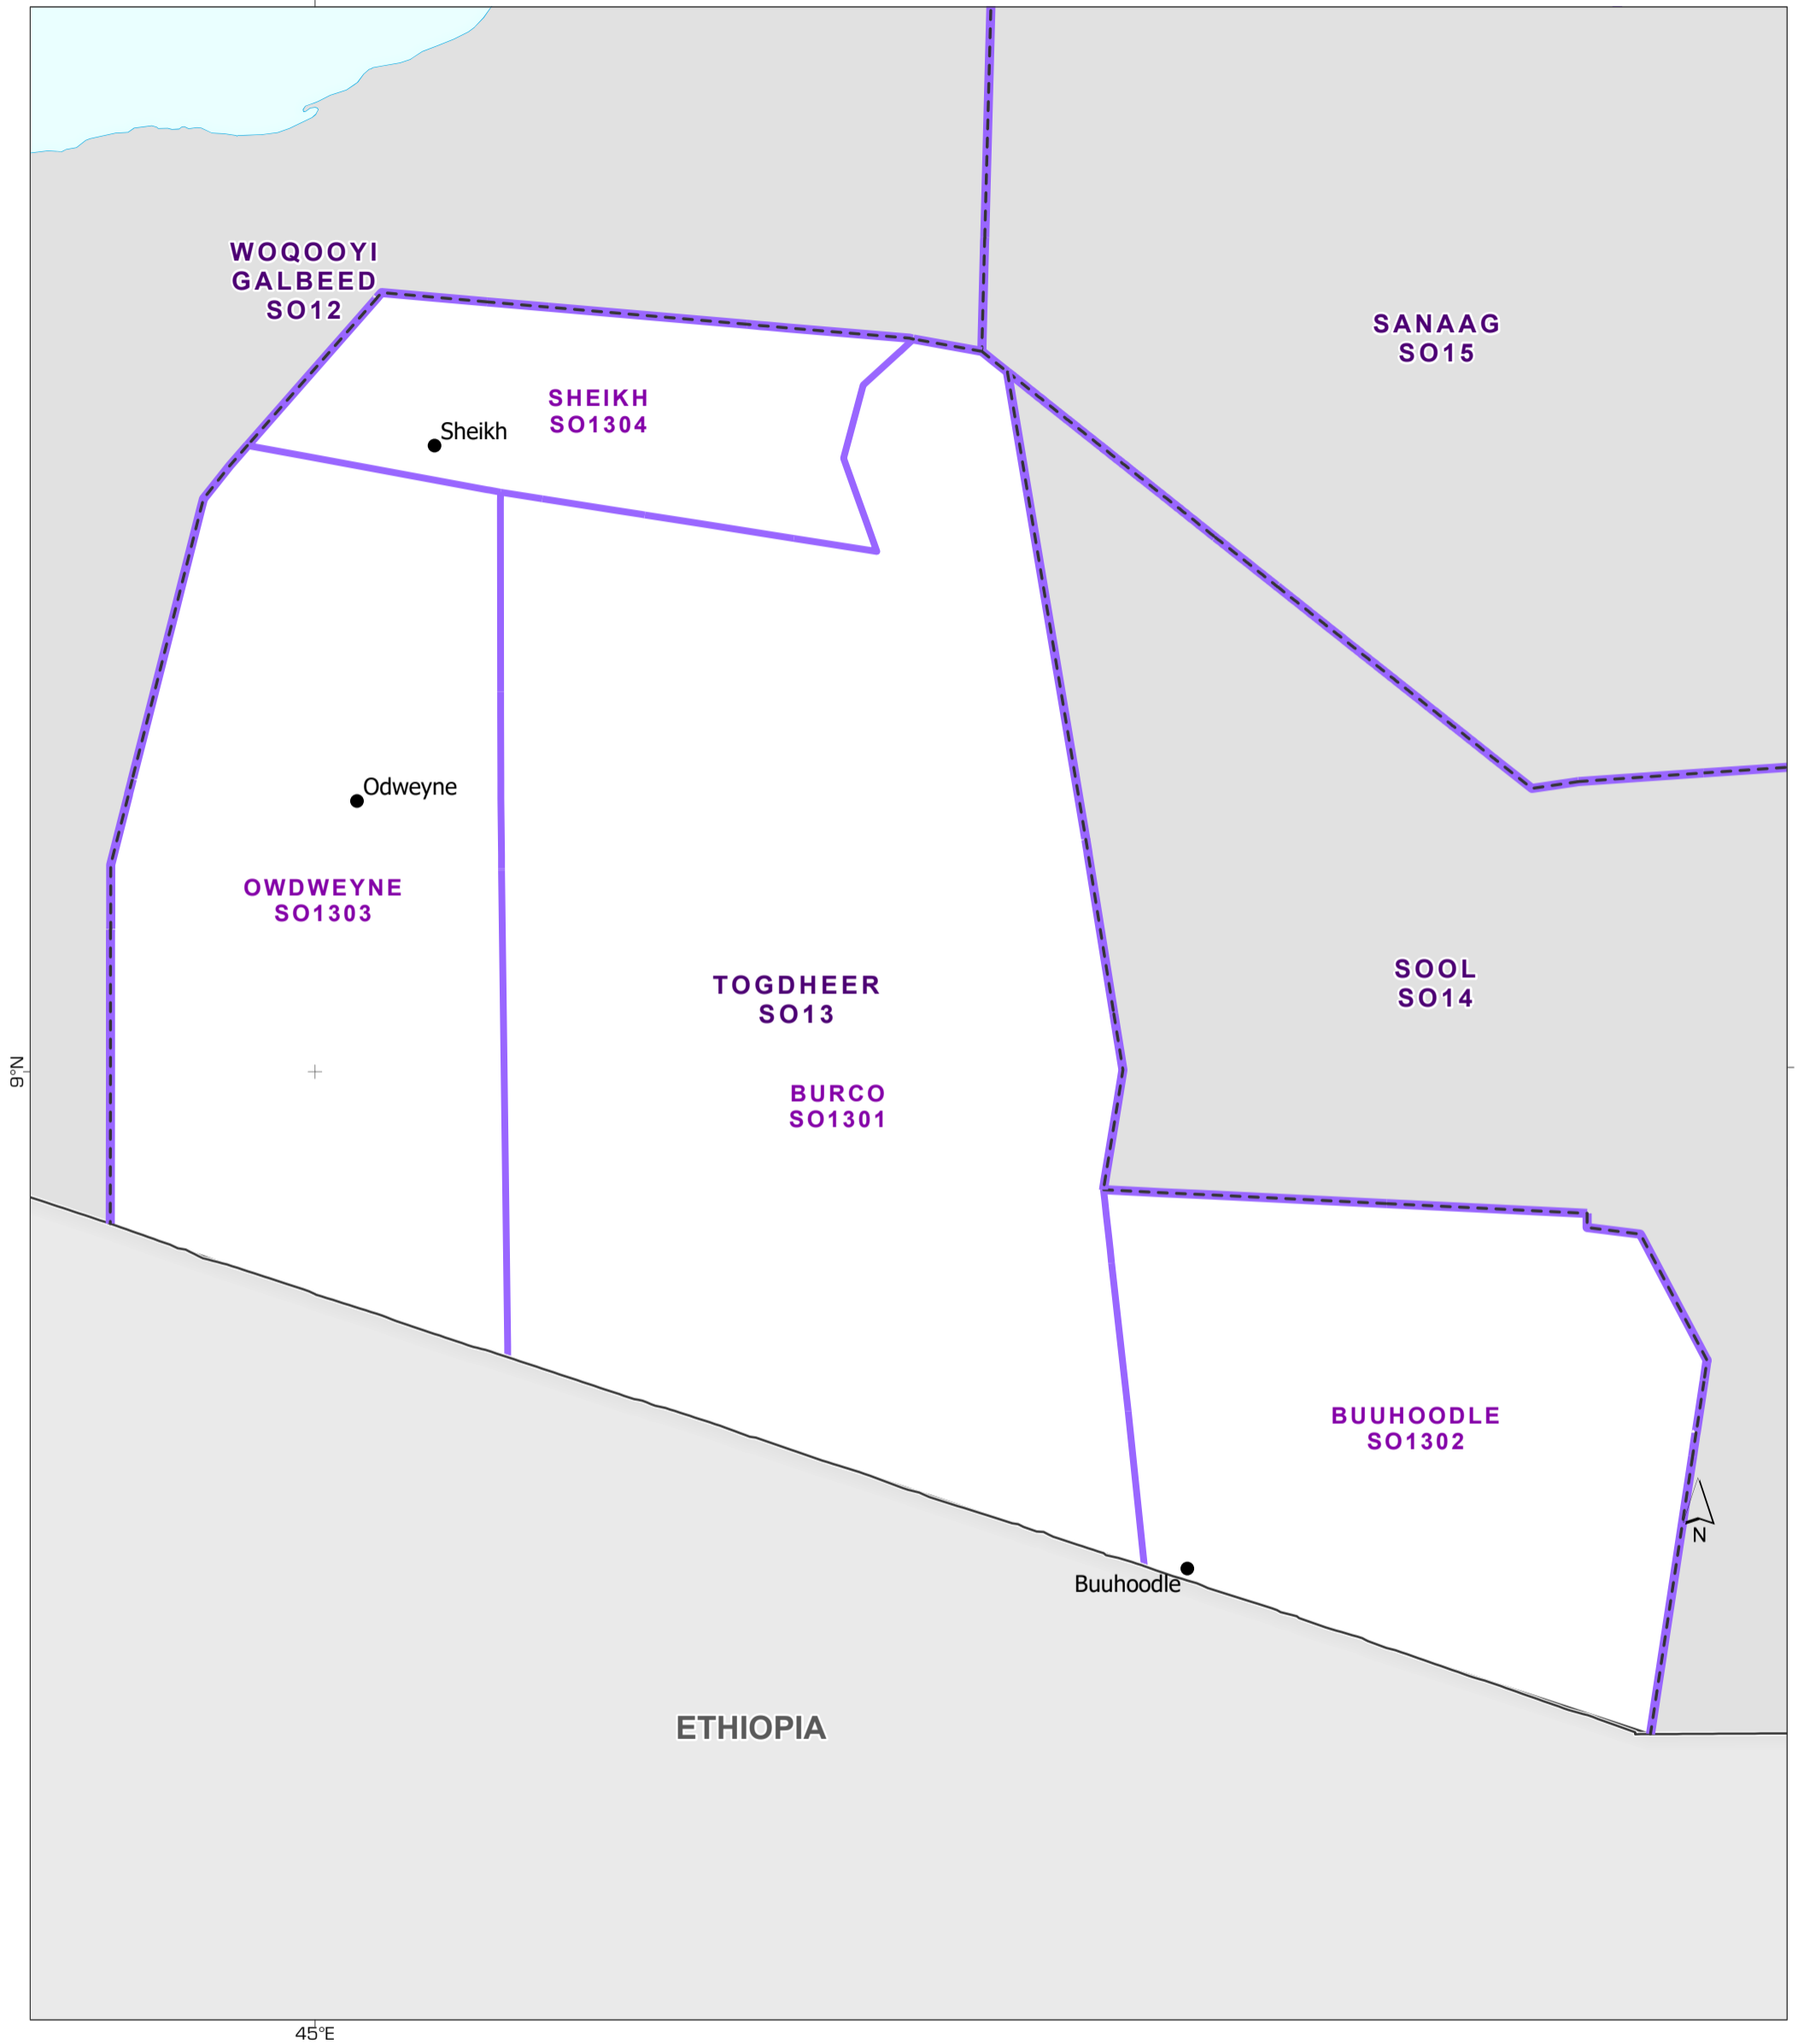 WOQOOYI
GALBEED
SO12
SANAAG
SO15
SHEIKH
SO1304
Sheikh
Odweyne
OWDWEYNE
SO1303
TOGDHEER
SO13
SOOL
SO14
9°N
BURCO
SO1301
BUUHOODLE
SO1302
N
Buuhoodle
ETHIOPIA
45°E